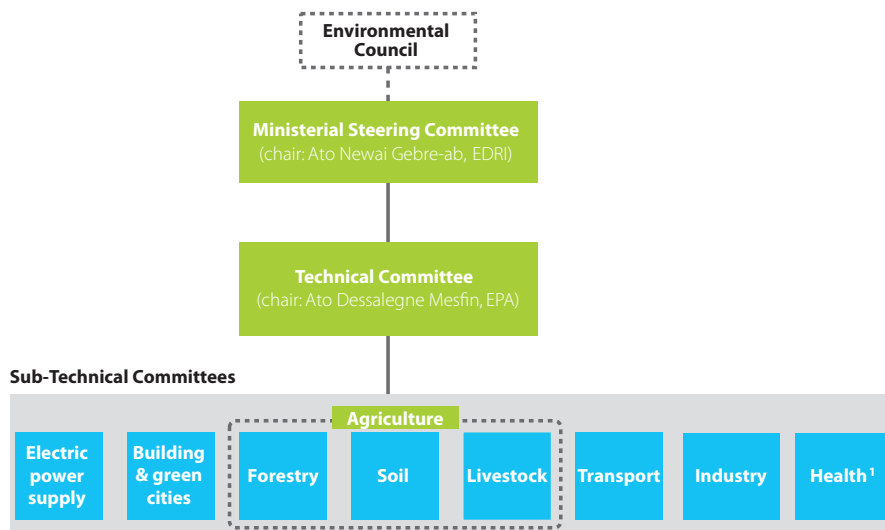 Environmental
Council
Ministerial Steering Committee
(chair: Ato Newai Gebre-ab, EDRI)
Technical Committee
(chair: Ato Dessalegne Mesfin, EPA)
Sub-Technical Committees
Agriculture
Electric
power
supply
Building
& green
cities
Forestry
Soil
Livestock
Transport
Industry
Health¹